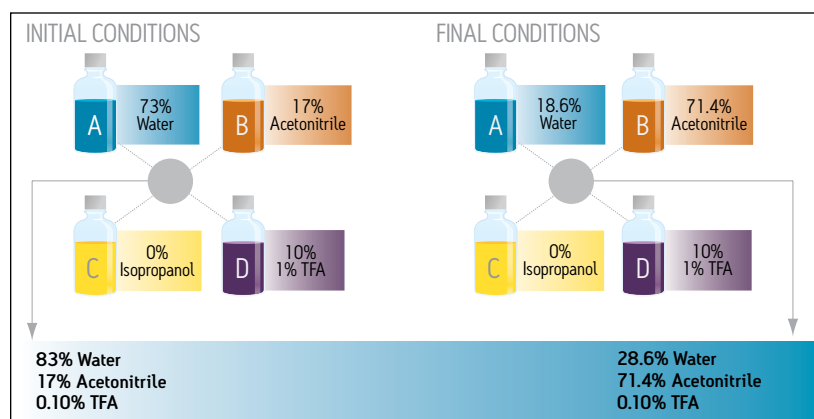 INITIAL CONDITIONS
A
73%
Water
B
17%
Acetonitrile
C
0%
Isopropanol
D
10%
1% TFA
FINAL CONDITIONS
A
18.6%
Water
B
71.4%
Acetonitrile
C
0%
Isopropanol
D
10%
1% TFA
83% Water
17% Acetonitrile
0.10% TFA
28.6% Water
71.4% Acetonitrile
0.10% TFA